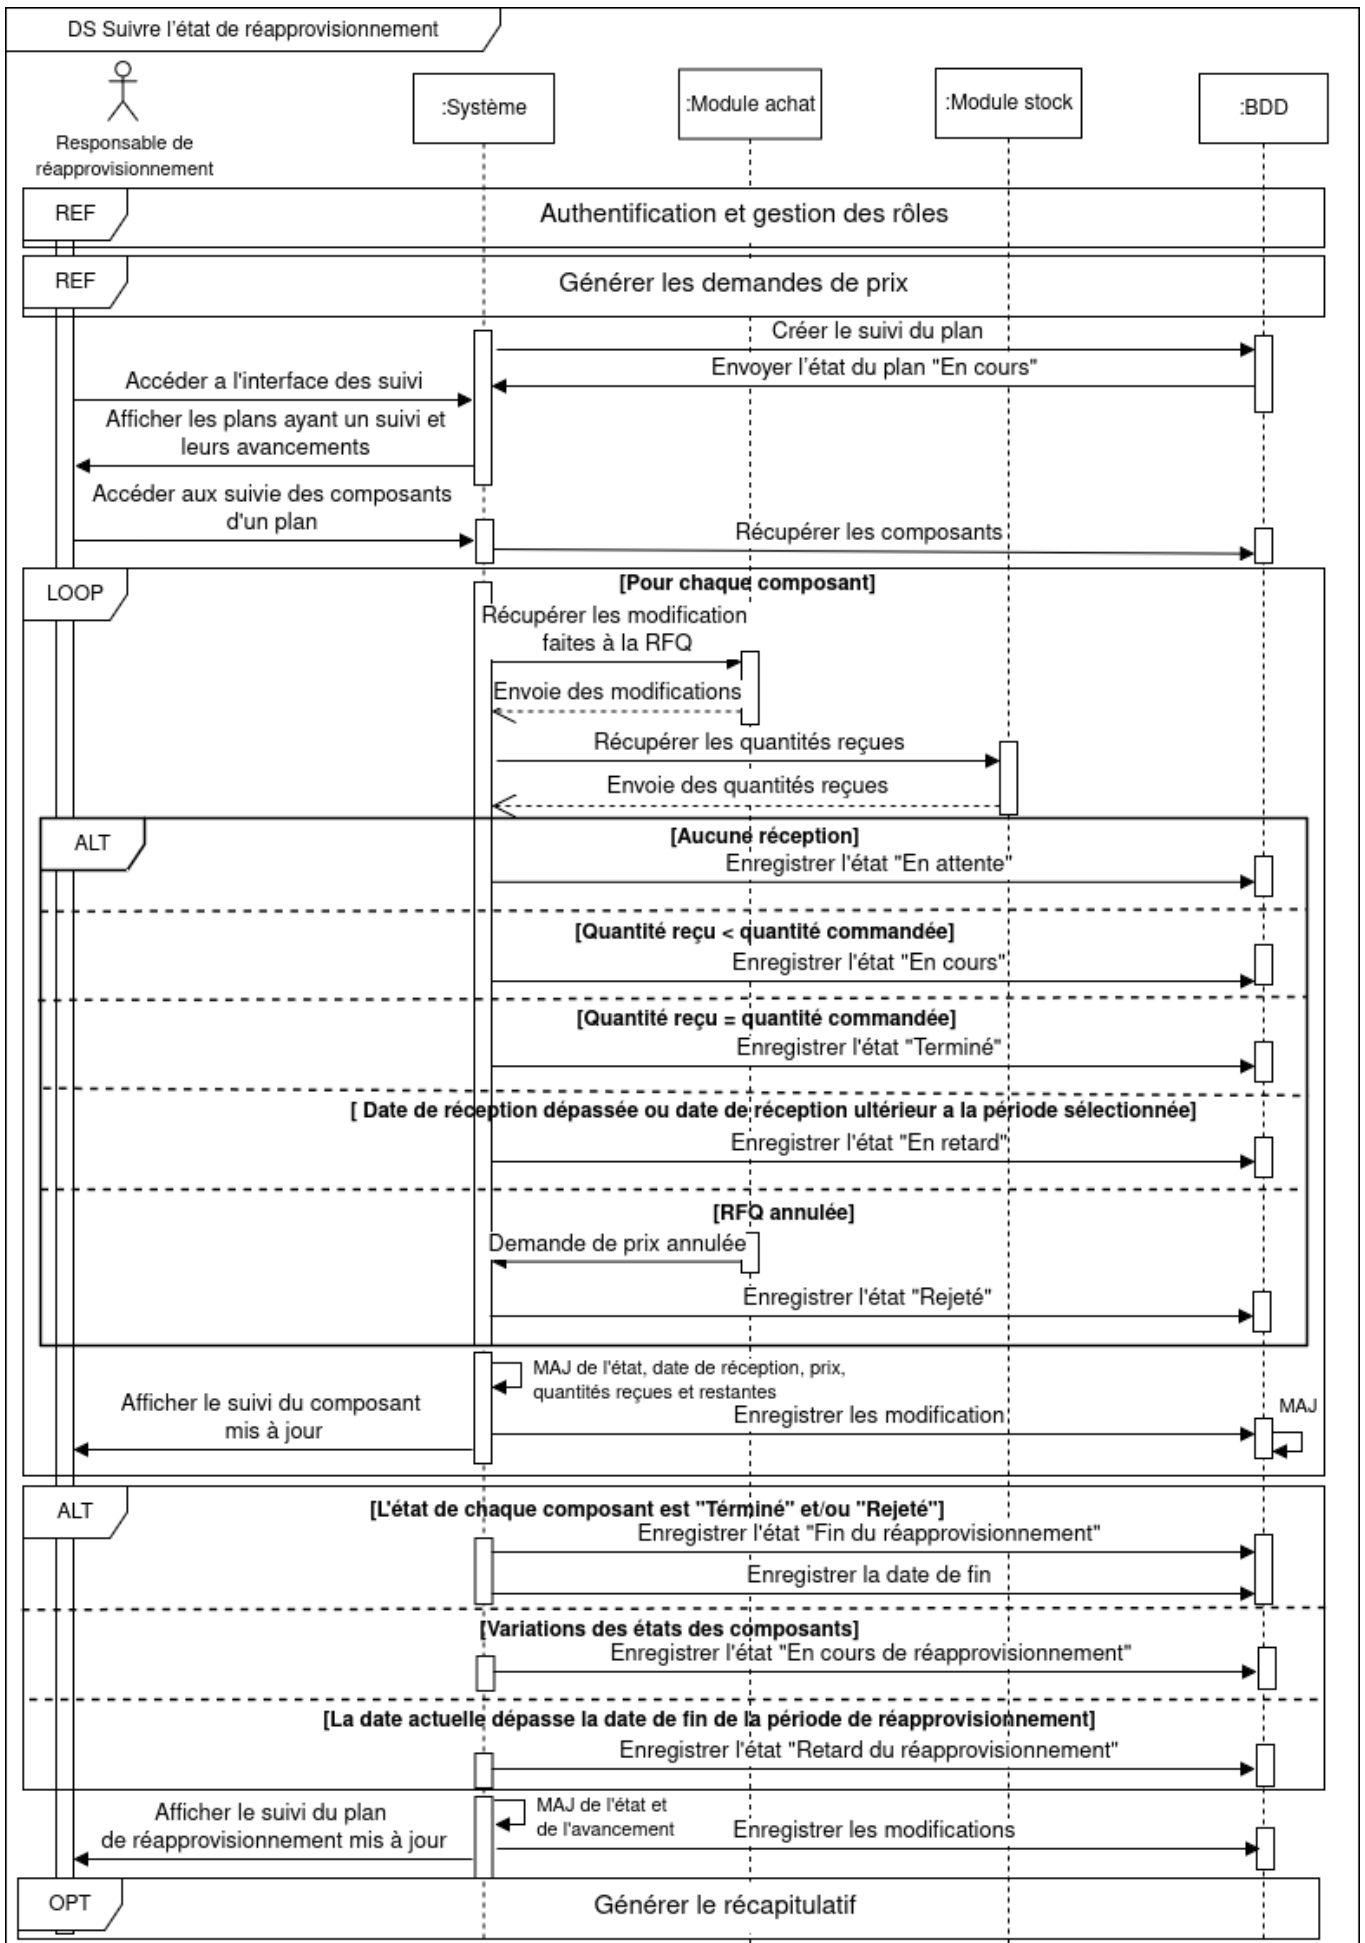 DS Suivre l'état de réapprovisionnement
Responsable de
réapprovisionnement
:Système
:Module achat
:Module stock
:BDD
REF
Authentification et gestion des rôles
REF
Générer les demandes de prix
Créer le suivi du plan
Envoyer l'état du plan "En cours"
Accéder a l'interface des suivi
Afficher les plans ayant un suivi et
leurs avancements
Accéder aux suivie des composants
d'un plan
Récupérer les composants
LOOP
[Pour chaque composant]
Récupérer les modification
faites à la RFQ
Envoie des modifications
Récupérer les quantités reçues
Envoie des quantités reçues
ALT
[Aucune réception]
Enregistrer l'état "En attente"
[Quantité reçu < quantité commandée]
Enregistrer l'état "En cours"
[Quantité reçu = quantité commandée]
Enregistrer l'état "Terminé"
[ Date de réception dépassée ou date de réception ultérieur a la période sélectionnée]
Enregistrer l'état "En retard"
[RFQ annulée]
Demande de prix annulée
Enregistrer l'état "Rejeté"
MAJ de l'état, date de réception, prix,
quantités reçues et restantes
Afficher le suivi du composant
mis à jour
Enregistrer les modification
MAJ
ALT
[L'état de chaque composant est "Términé" et/ou "Rejeté"]
Enregistrer l'état "Fin du réapprovisionnement"
Enregistrer la date de fin
[Variations des états des composants]
Enregistrer l'état "En cours de réapprovisionnement"
[La date actuelle dépasse la date de fin de la période de réapprovisionnement]
Enregistrer l'état "Retard du réapprovisionnement"
MAJ de l'état et
de l'avancement
Afficher le suivi du plan
de réapprovisionnement mis à jour
Enregistrer les modifications
OPT
Générer le récapitulatif